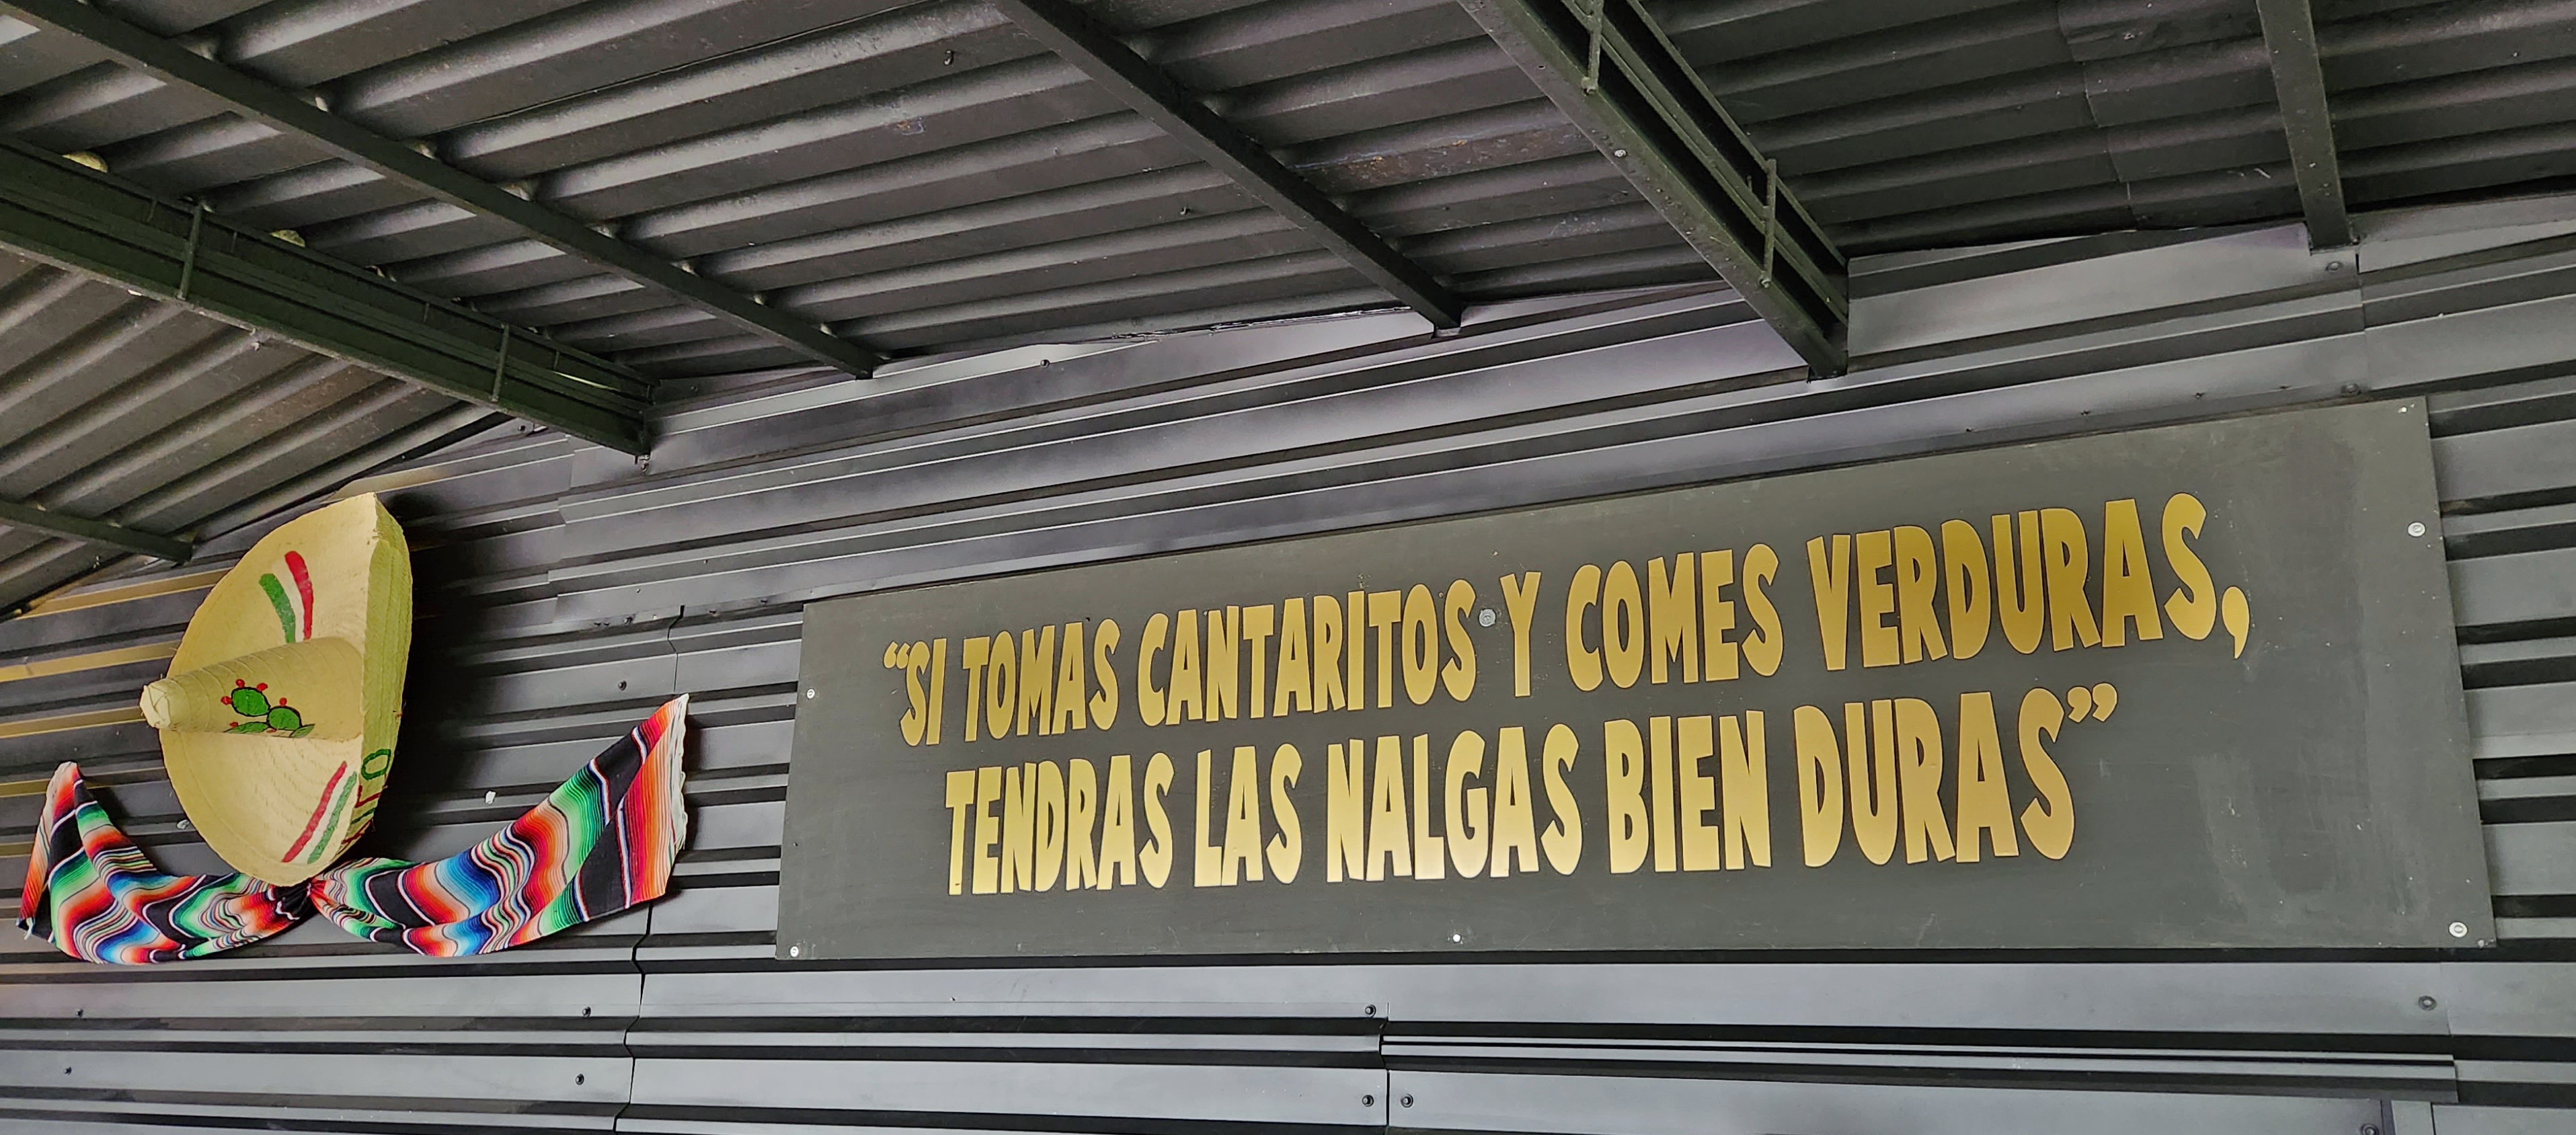 “SI TOMAS CANTARITOS Y COMES VERDURAS,
TENDRAS LAS NALGAS BIEN DURAS”